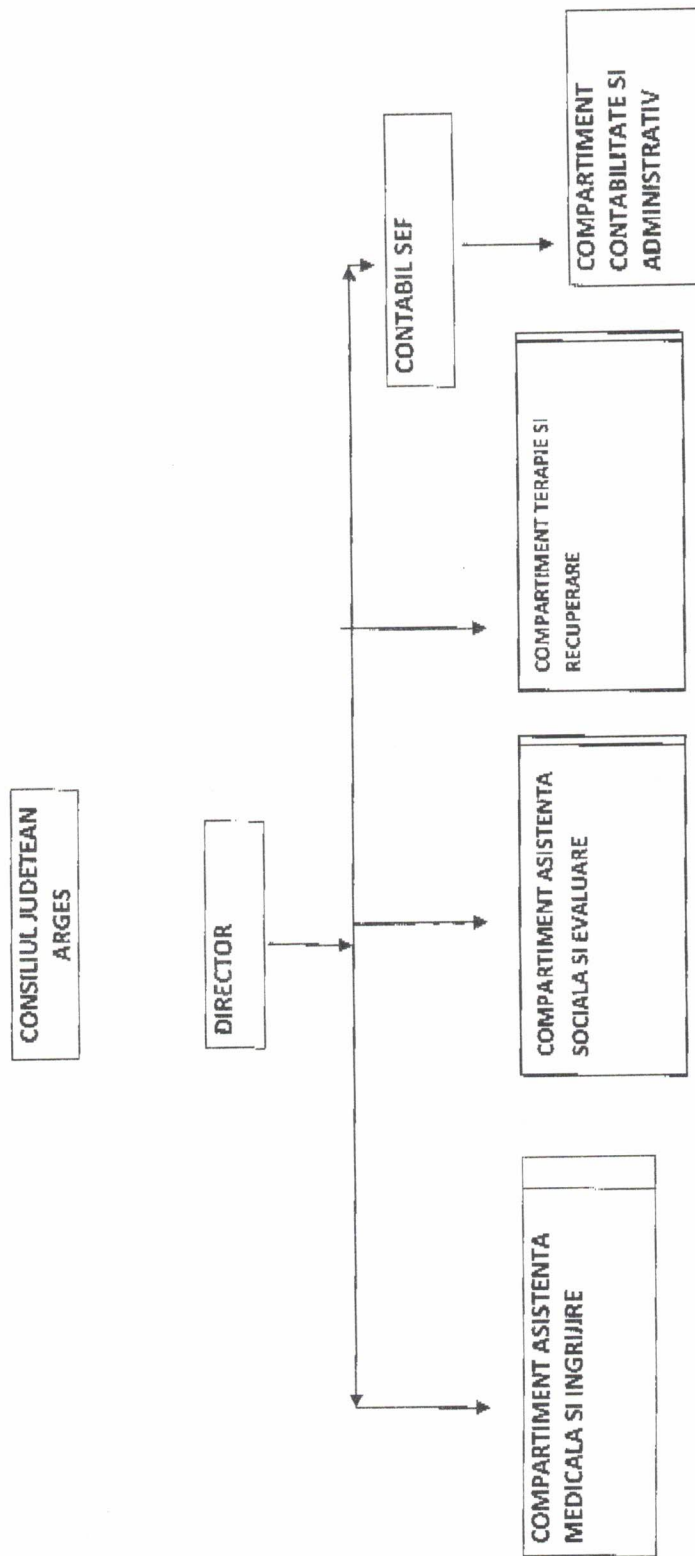 CONSILIUL JUDETEAN
ARGES
DIRECTOR
CONTABIL SEF
COMPARTIMENT ASISTENTA
MEDICALA SI INGRIJIRE
COMPARTIMENT ASISTENTA
SOCIALA SI EVALUARE
COMPARTIMENT TERAPIE SI
RECUPERARE
COMPARTIMENT
CONTABILITATE SI
ADMINISTRATIV